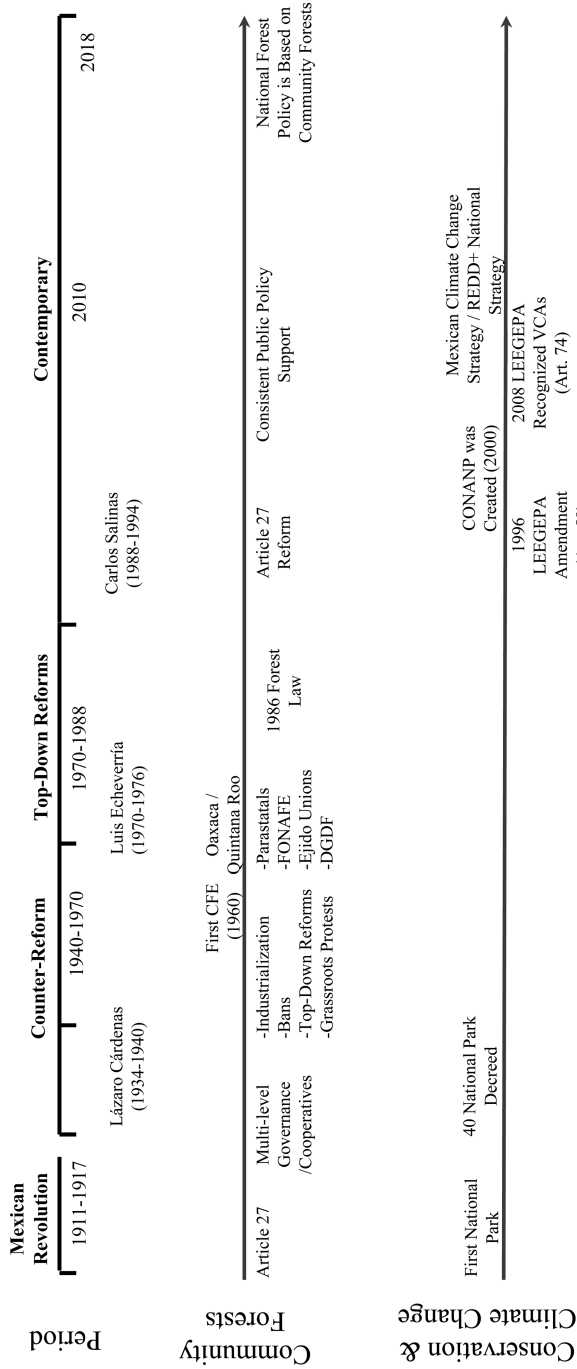 Period
Mexican
Revolution
1911-1917
Lázaro Cárdenas
(1934-1940)
Counter-Reform
1940-1970
Top-Down Reforms
1970-1988
Luis Echeverría
(1970-1976)
Contemporary
Carlos Salinas
(1988-1994)
2010
2018
Community
Forests
Article 27
Multi-level
Governance
/Cooperatives
First CFE
(1960)
-Industrialization
-Bans
-Top-Down Reforms
-Grassroots Protests
Oaxaca /
Quintana Roo
-Parastatals
-FONAFE
-Ejido Unions
-DGDF
1986 Forest
Law
Article 27
Reform
Consistent Public Policy
Support
National Forest
Policy is Based on
Community Forests
Conservation &
Climate Change
First National
Park
40 National Park
Decreed
CONANP was
Created (2000)
1996
LEEGEPA
Amendment
Mexican Climate Change
Strategy / REDD+ National
Strategy
2008 LEEGEPA
Recognized VCAs
(Art. 74)